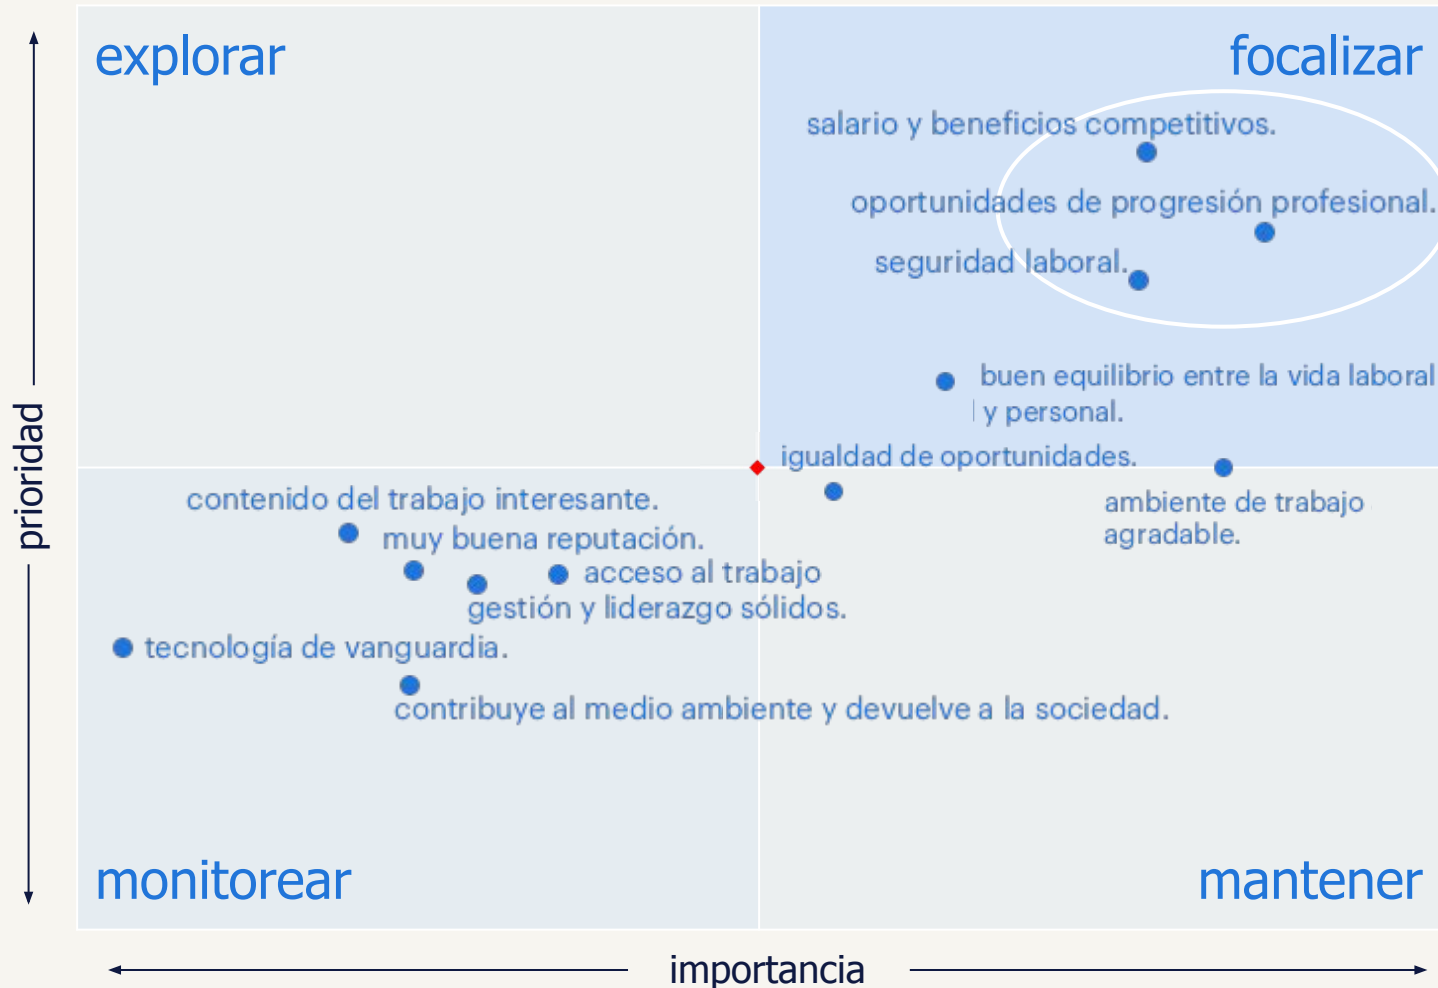 explorar
focalizar
salario y beneficios competitivos.
oportunidades de progresión profesional.
seguridad laboral.
buen equilibrio entre la vida laboral
y personal.
igualdad de oportunidades.
ambiente de trabajo
agradable.
contenido del trabajo interesante.
muy buena reputación.
acceso al trabajo
gestión y liderazgo sólidos.
tecnología de vanguardia.
contribuye al medio ambiente y devuelve a la sociedad.
monitorear
mantener
prioridad
importancia